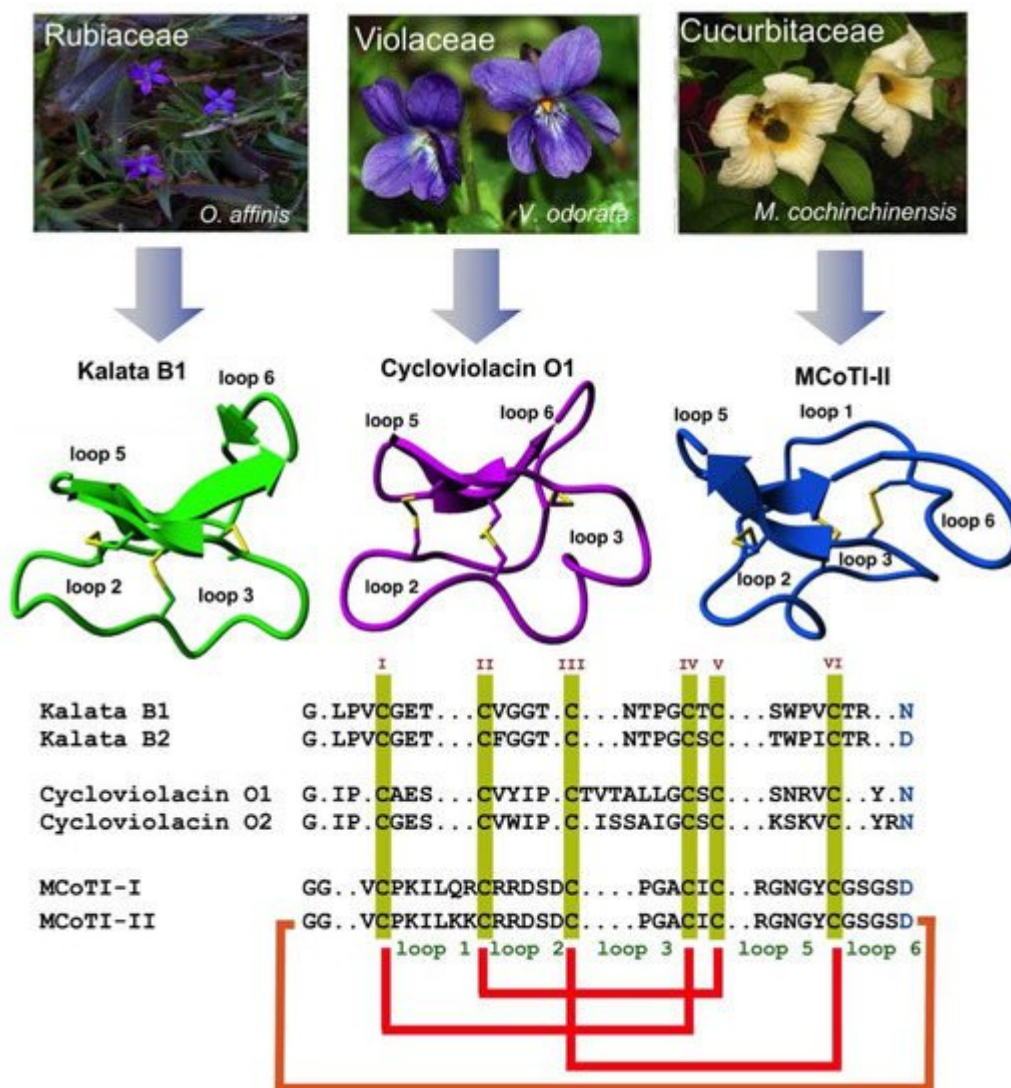 Rubiaceae
O. affinis
Violaceae
V. odorata
Cucurbitaceae
M. cochinchinensis
Kalata B1
loop 6
loop 5
loop 2
loop 3
Cycloviolacin O1
loop 5
loop 6
loop 3
loop 2
MCoTI-II
loop 5
loop 1
loop 6
loop 3
loop 2
I II III IV V VI
Kalata B1 G.LPVCGET...CVGGT.C...NTPGCTC...SWPVCTR..N
Kalata B2 G.LPVCGET...CFGGT.C...NTPGCSC...TWPICTR..D
Cycloviolacin O1 G.IP.CAES...CVYIP.CTVTALLGCSC...SNRVC..Y.N
Cycloviolacin O2 G.IP.CGES...CVWIP.C.ISSAIGCSC...KSKVC..YRN
MCoTI-I GG..VCPKILQRCRRDSDC....PGACIC..RGNGYCGSGSD
MCoTI-II GG..VCPKILKKCRRDSDC....PGACIC..RGNGYCGSGSD
loop 1 loop 2 loop 3 loop 5 loop 6